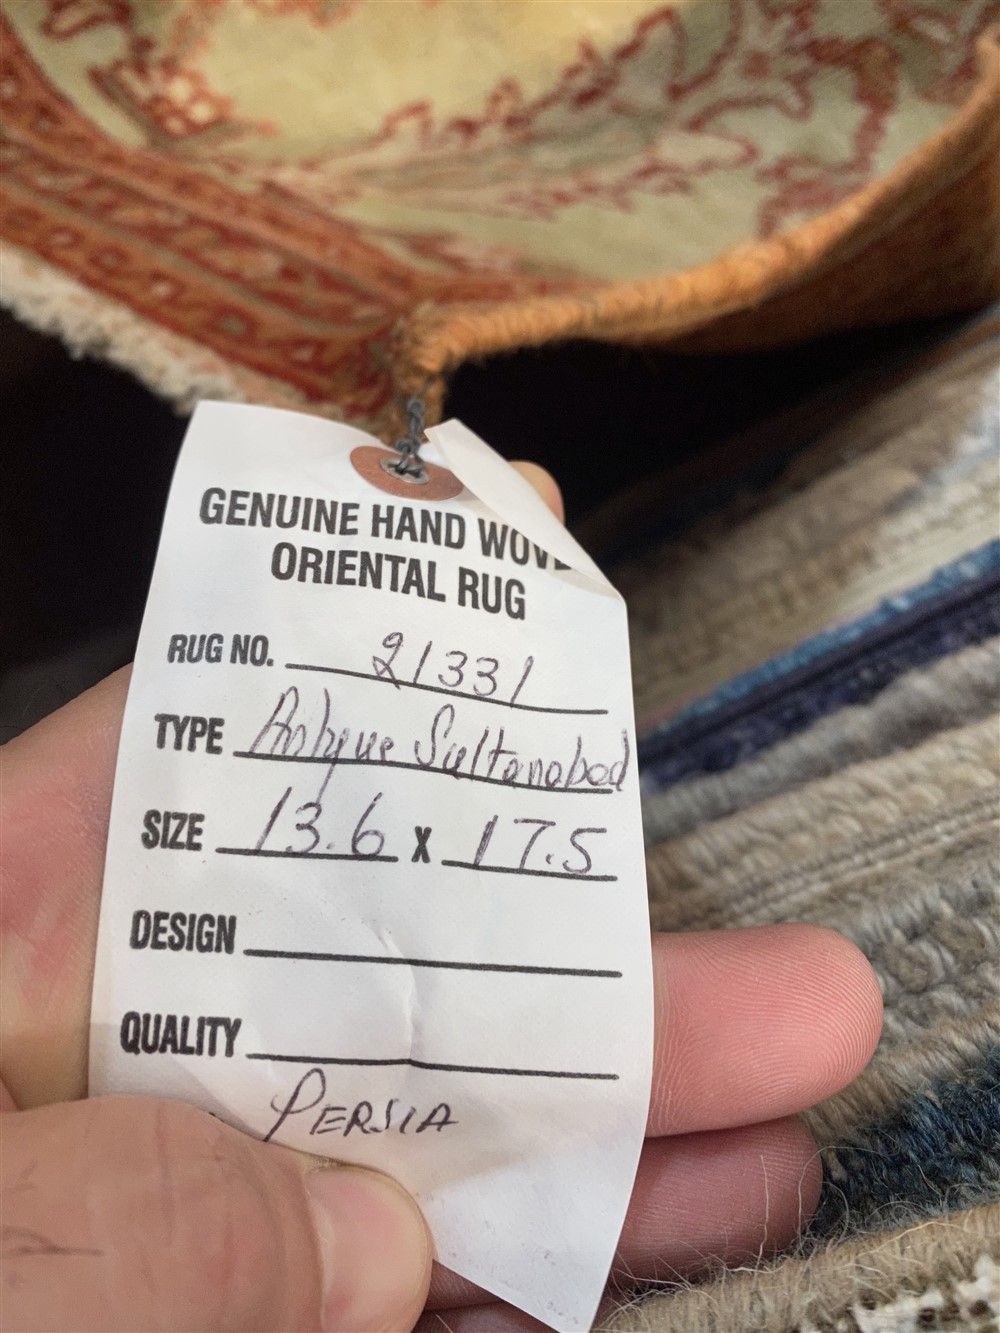 GENUINE HAND WOVE
ORIENTAL RUG
RUG NO. 21331
TYPE Antique Sultanabad
SIZE 13.6 x 17.5
DESIGN
QUALITY
PERSIA